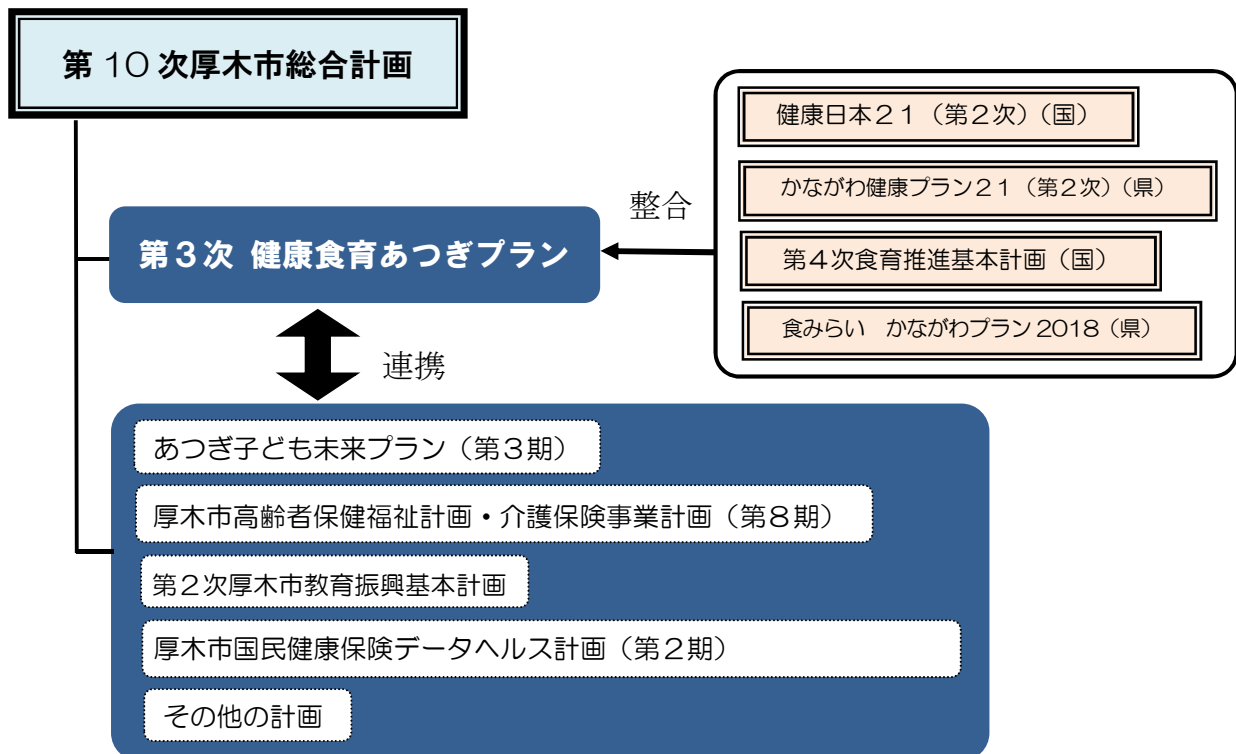 第10次厚木市総合計画
健康日本21（第2次）（国）
かながわ健康プラン21（第2次）（県）
整合
第3次 健康食育あつぎプラン
第4次食育推進基本計画（国）
食みらい　かながわプラン2018（県）
連携
あつぎ子ども未来プラン（第3期）
厚木市高齢者保健福祉計画・介護保険事業計画（第8期）
第2次厚木市教育振興基本計画
厚木市国民健康保険データヘルス計画（第2期）
その他の計画